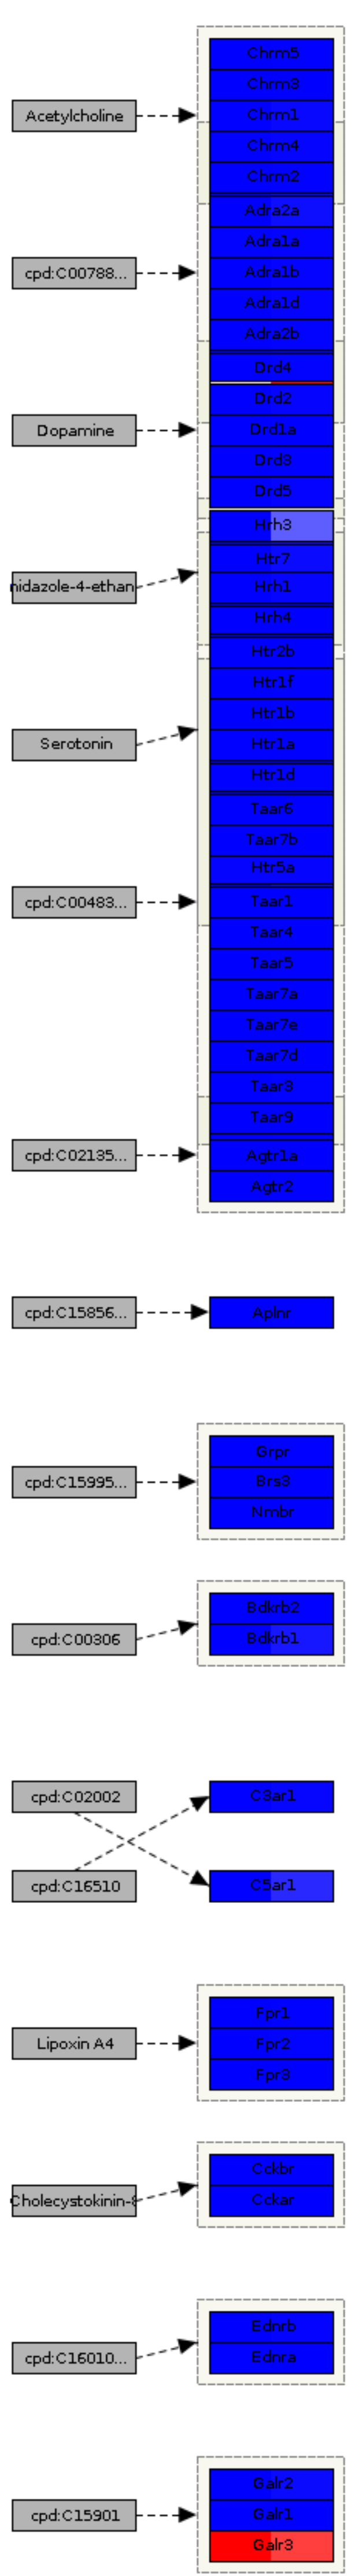 Chrm5
Chrm3
Acetylcholine
Chrm1
Chrm4
Chrm2
Adra2a
Adra1a
cpd:C00788...
Adra1b
Adra1d
Adra2b
Drd4
Drd2
Dopamine
Drd1a
Drd3
Drd5
Hrh3
Htr7
nidazole-4-ethan
Hrh1
Hrh4
Htr2b
Htr1f
Htr1b
Serotonin
Htr1a
Htr1d
Taar6
Taar7b
Htr5a
cpd:C00483...
Taar1
Taar4
Taar5
Taar7a
Taar7e
Taar7d
Taar3
Taar9
cpd:C02135...
Agtr1a
Agtr2
cpd:C15856...
Aplnr
Grpr
cpd:C15995...
Brs3
Nmbr
Bdkrb2
cpd:C00306
Bdkrb1
cpd:C02002
C3ar1
cpd:C16510
C5ar1
Fpr1
Lipoxin A4
Fpr2
Fpr3
Cckbr
Cholecystokinin-8
Cckar
Ednrb
cpd:C16010...
Ednra
Galr2
cpd:C15901
Galr1
Galr3